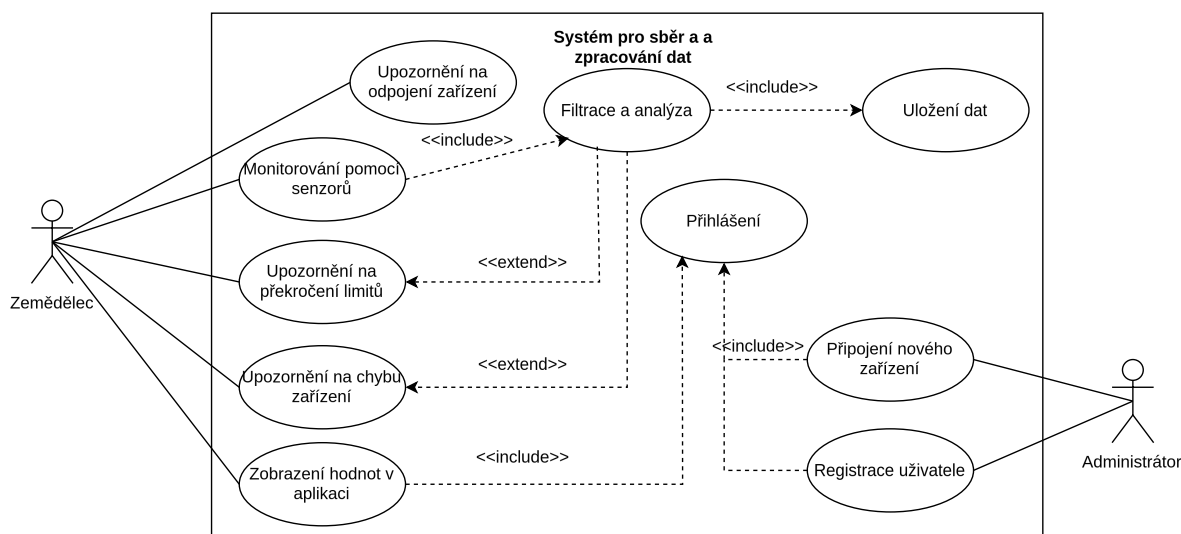 Systém pro sběr a a
zpracování dat
Upozornění na
odpojení zařízení
Filtrace a analýza
<<include>>
Uložení dat
<<include>>
Monitorování pomocí
senzorů
Přihlášení
Zemědělec
Upozornění na
překročení limitů
<<extend>>
<<include>>
Připojení nového
zařízení
Upozornění na chybu
zařízení
<<extend>>
Administrátor
Zobrazení hodnot v
aplikaci
<<include>>
Registrace uživatele